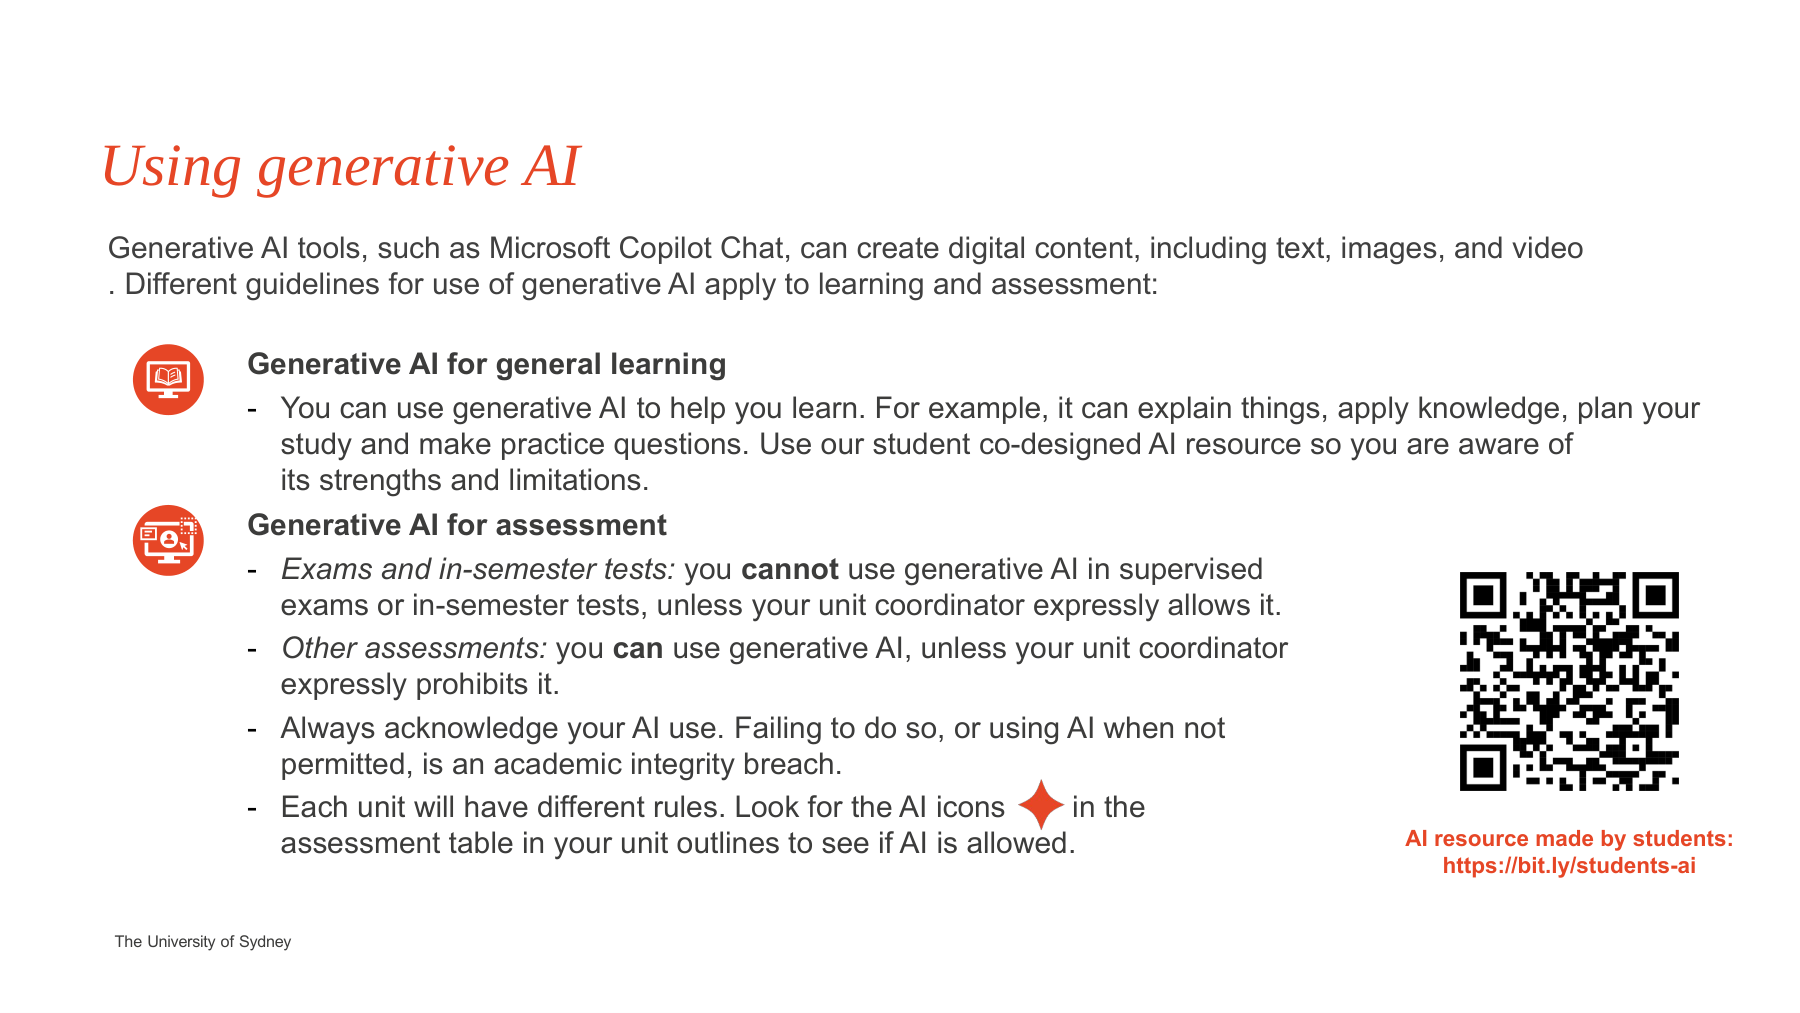 Using generative AI
Generative AI tools, such as Microsoft Copilot Chat, can create digital content, including text, images, and video
. Different guidelines for use of generative AI apply to learning and assessment:
Generative AI for general learning
- You can use generative AI to help you learn. For example, it can explain things, apply knowledge, plan your
study and make practice questions. Use our student co-designed AI resource so you are aware of
its strengths and limitations.
Generative AI for assessment
- Exams and in-semester tests: you cannot use generative AI in supervised
exams or in-semester tests, unless your unit coordinator expressly allows it.
- Other assessments: you can use generative AI, unless your unit coordinator
expressly prohibits it.
- Always acknowledge your AI use. Failing to do so, or using AI when not
permitted, is an academic integrity breach.
- Each unit will have different rules. Look for the AI icons in the
assessment table in your unit outlines to see if AI is allowed.
AI resource made by students:
https://bit.ly/students-ai
The University of Sydney